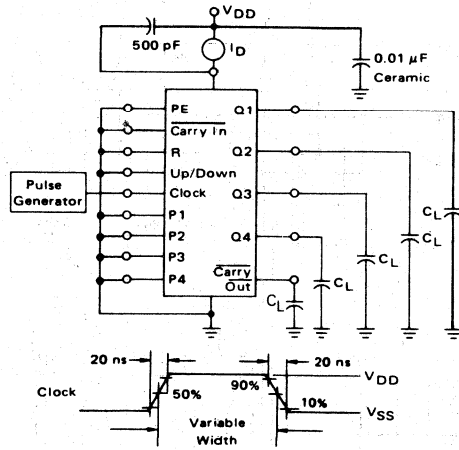 VDD
500 pF
ID
0.01 µF
Ceramic
PE
Q1
Carry In
R
Q2
Up/Down
Pulse
Generator
Clock
Q3
P1
P2
Q4
P3
P4
Carry
Out
CL
CL
CL
CL
CL
20 ns
20 ns
Clock
50%
90%
VDD
10%
VSS
Variable
Width